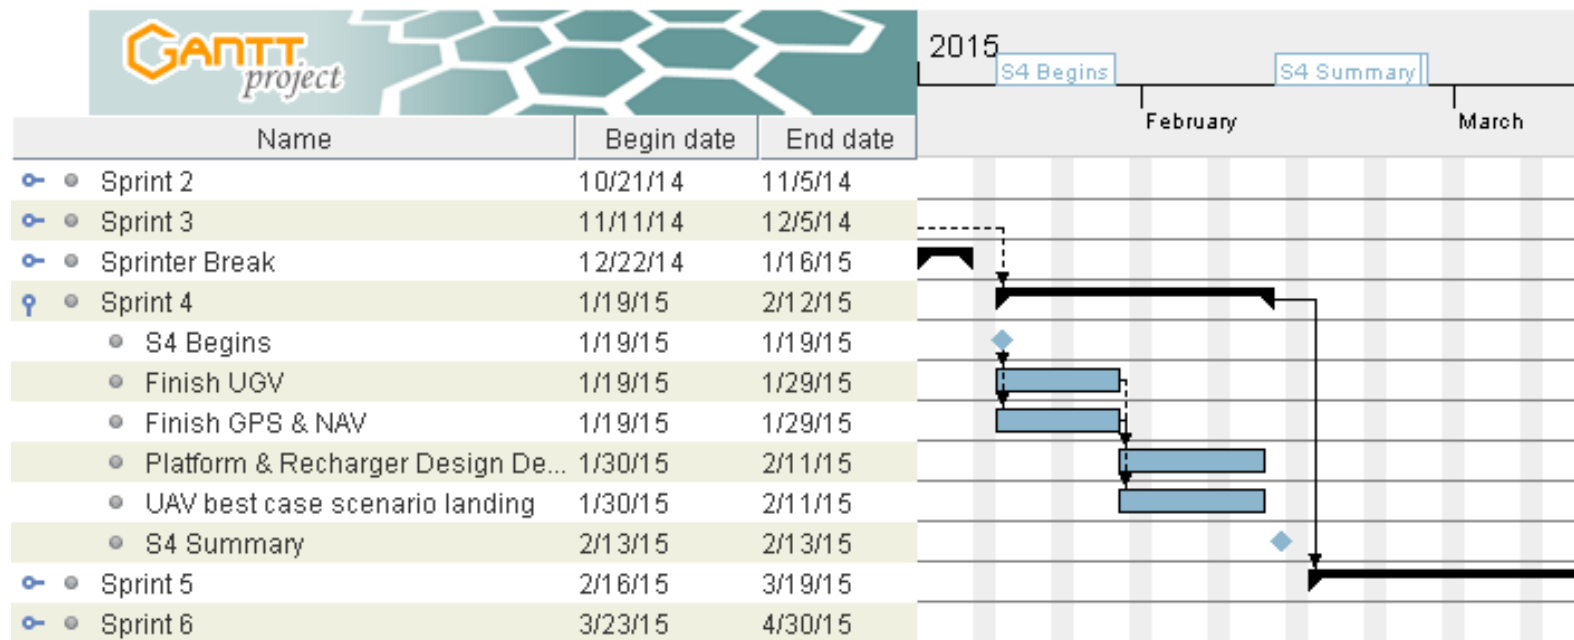 GANTT
project
2015
S4 Begins
S4 Summary
February
March
Name Begin date End date
Sprint 2 10/21/14 11/5/14
Sprint 3 11/11/14 12/5/14
Sprinter Break 12/22/14 1/16/15
Sprint 4 1/19/15 2/12/15
S4 Begins 1/19/15 1/19/15
Finish UGV 1/19/15 1/29/15
Finish GPS & NAV 1/19/15 1/29/15
Platform & Recharger Design De... 1/30/15 2/11/15
UAV best case scenario landing 1/30/15 2/11/15
S4 Summary 2/13/15 2/13/15
Sprint 5 2/16/15 3/19/15
Sprint 6 3/23/15 4/30/15